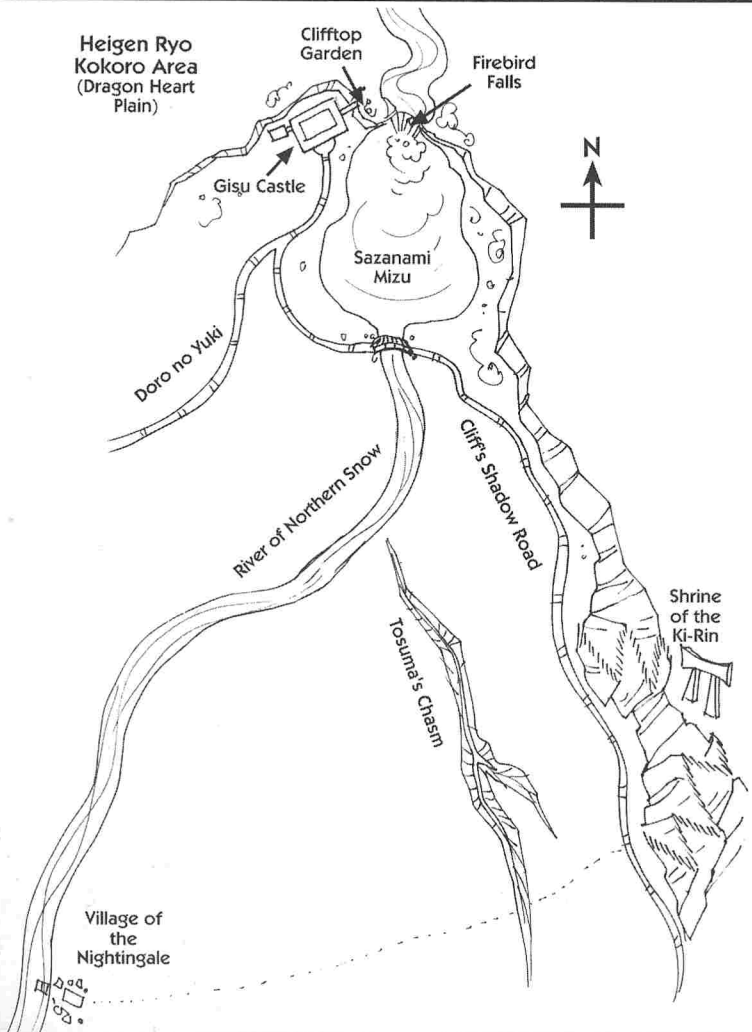 Heigen Ryo
Kokoro Area
(Dragon Heart
Plain)
Clifftop
Garden
Firebird
Falls
Gisu Castle
N
Sazanami
Mizu
Doro no Yuki
River of Northern Snow
Cliff's Shadow Road
Tosuma's Chasm
Shrine
of the
Ki-Rin
Village of
the
Nightingale